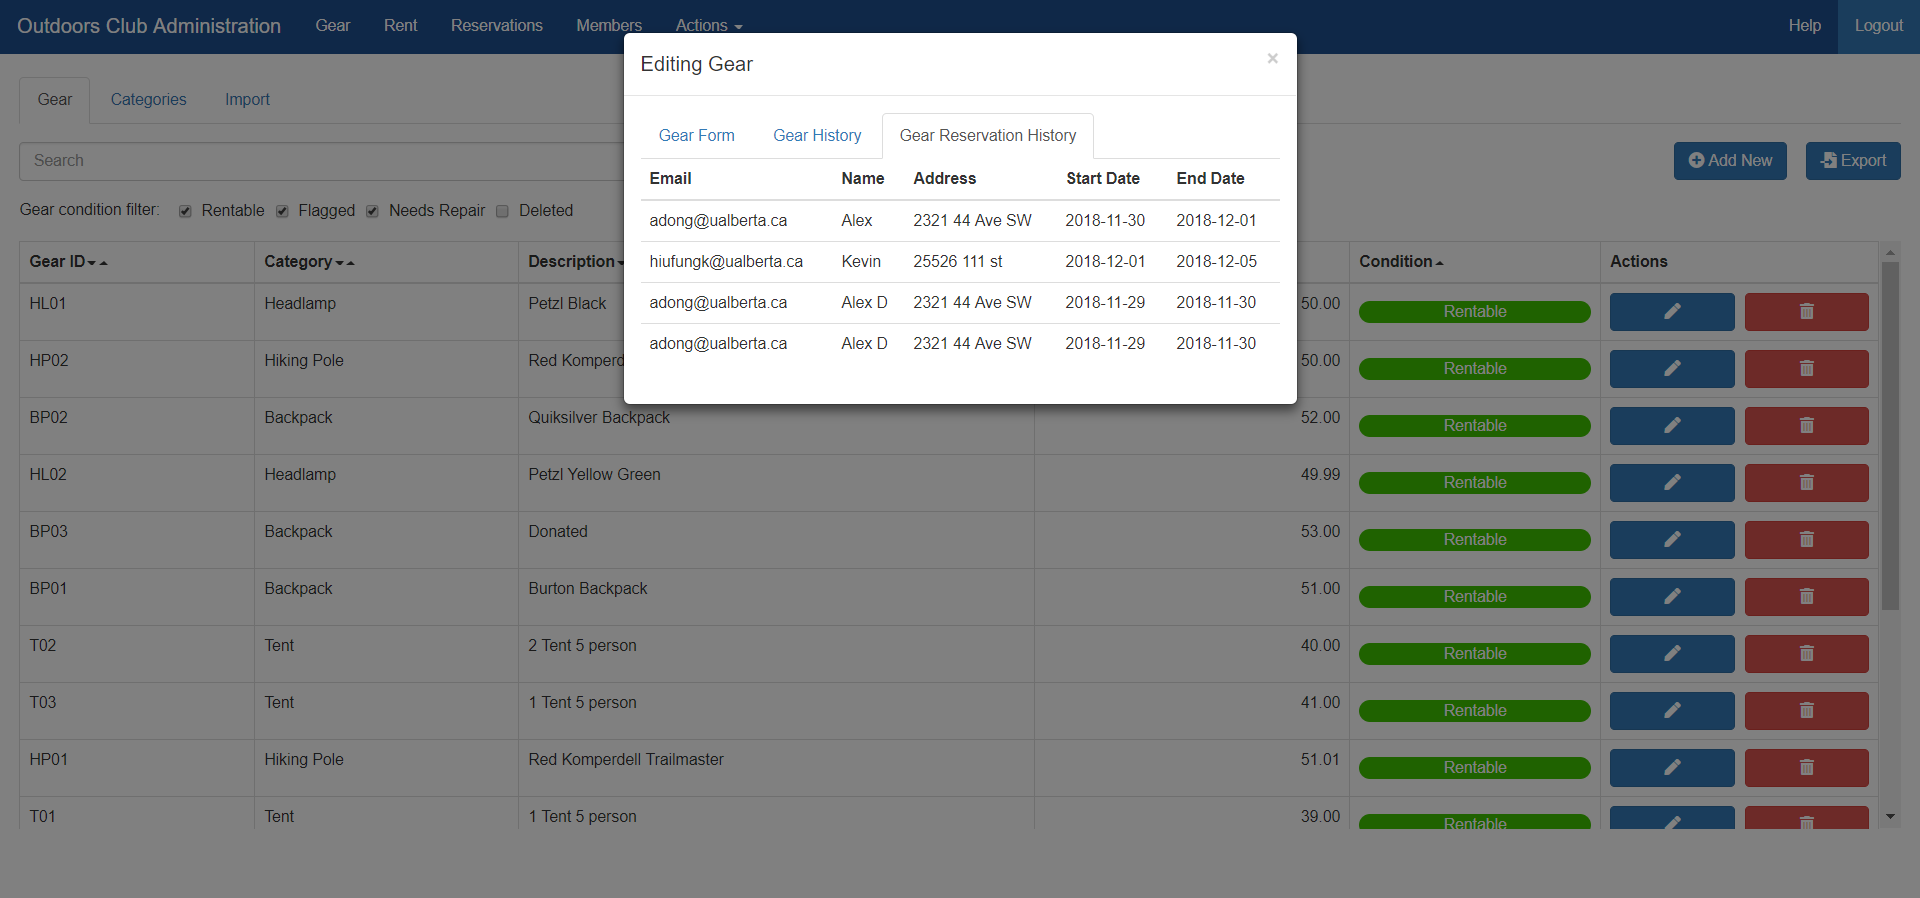 Outdoors Club Administration Gear Rent Reservations Members Actions Help Logout
Editing Gear ×
Gear Categories Import
Gear Form Gear History Gear Reservation History
Search
Add New Export
Gear condition filter: Rentable Flagged Needs Repair Deleted
Email Name Address Start Date End Date
adong@ualberta.ca Alex 2321 44 Ave SW 2018-11-30 2018-12-01
hiufungk@ualberta.ca Kevin 25526 111 st 2018-12-01 2018-12-05
adong@ualberta.ca Alex D 2321 44 Ave SW 2018-11-29 2018-11-30
adong@ualberta.ca Alex D 2321 44 Ave SW 2018-11-29 2018-11-30
Gear ID Category Description Condition Actions
HL01 Headlamp Petzl Black 50.00 Rentable
HP02 Hiking Pole Red 50.00 Rentable
BP02 Backpack Quiksilver Backpack 52.00 Rentable
HL02 Headlamp Petzl Yellow Green 49.99 Rentable
BP03 Backpack Donated 53.00 Rentable
BP01 Backpack Burton Backpack 51.00 Rentable
T02 Tent 2 Tent 5 person 40.00 Rentable
T03 Tent 1 Tent 5 person 41.00 Rentable
HP01 Hiking Pole Red Komperdell Trailmaster 51.01 Rentable
T01 Tent 1 Tent 5 person 39.00 Rentable